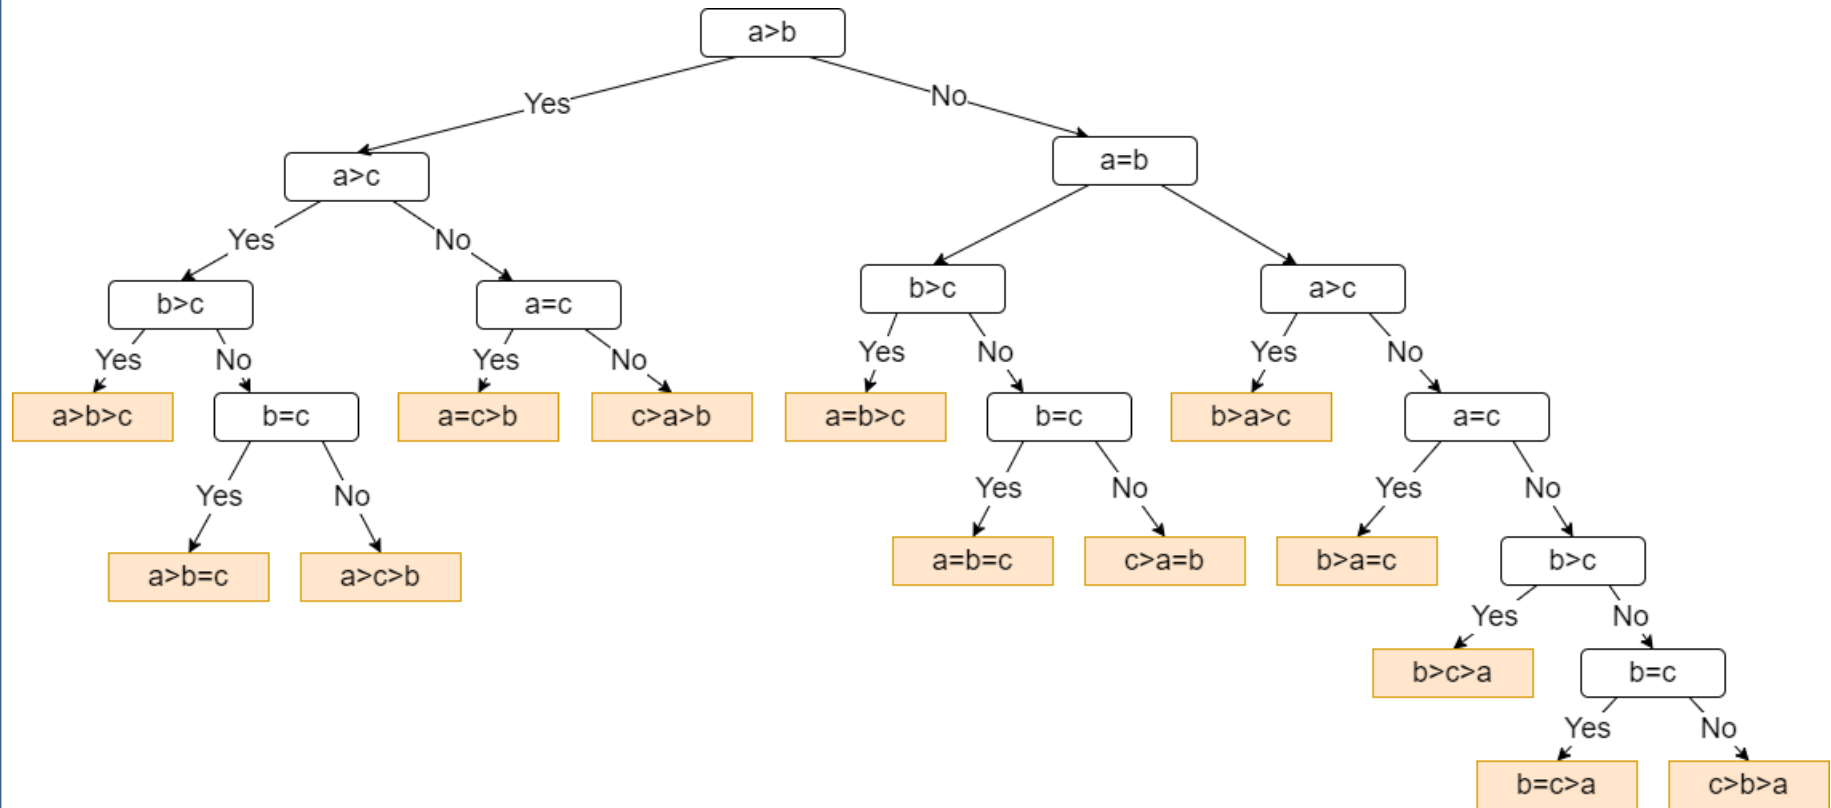 a>b
Yes
No
a>c
a=b
Yes
No
b>c
a=c
b>c
a>c
Yes
No
Yes
No
Yes
No
Yes
No
a>b>c
b=c
a=c>b
c>a>b
a=b>c
b=c
b>a>c
a=c
Yes
No
Yes
No
Yes
No
a>b=c
a>c>b
a=b=c
c>a=b
b>a=c
b>c
Yes
No
b>c>a
b=c
Yes
No
b=c>a
c>b>a